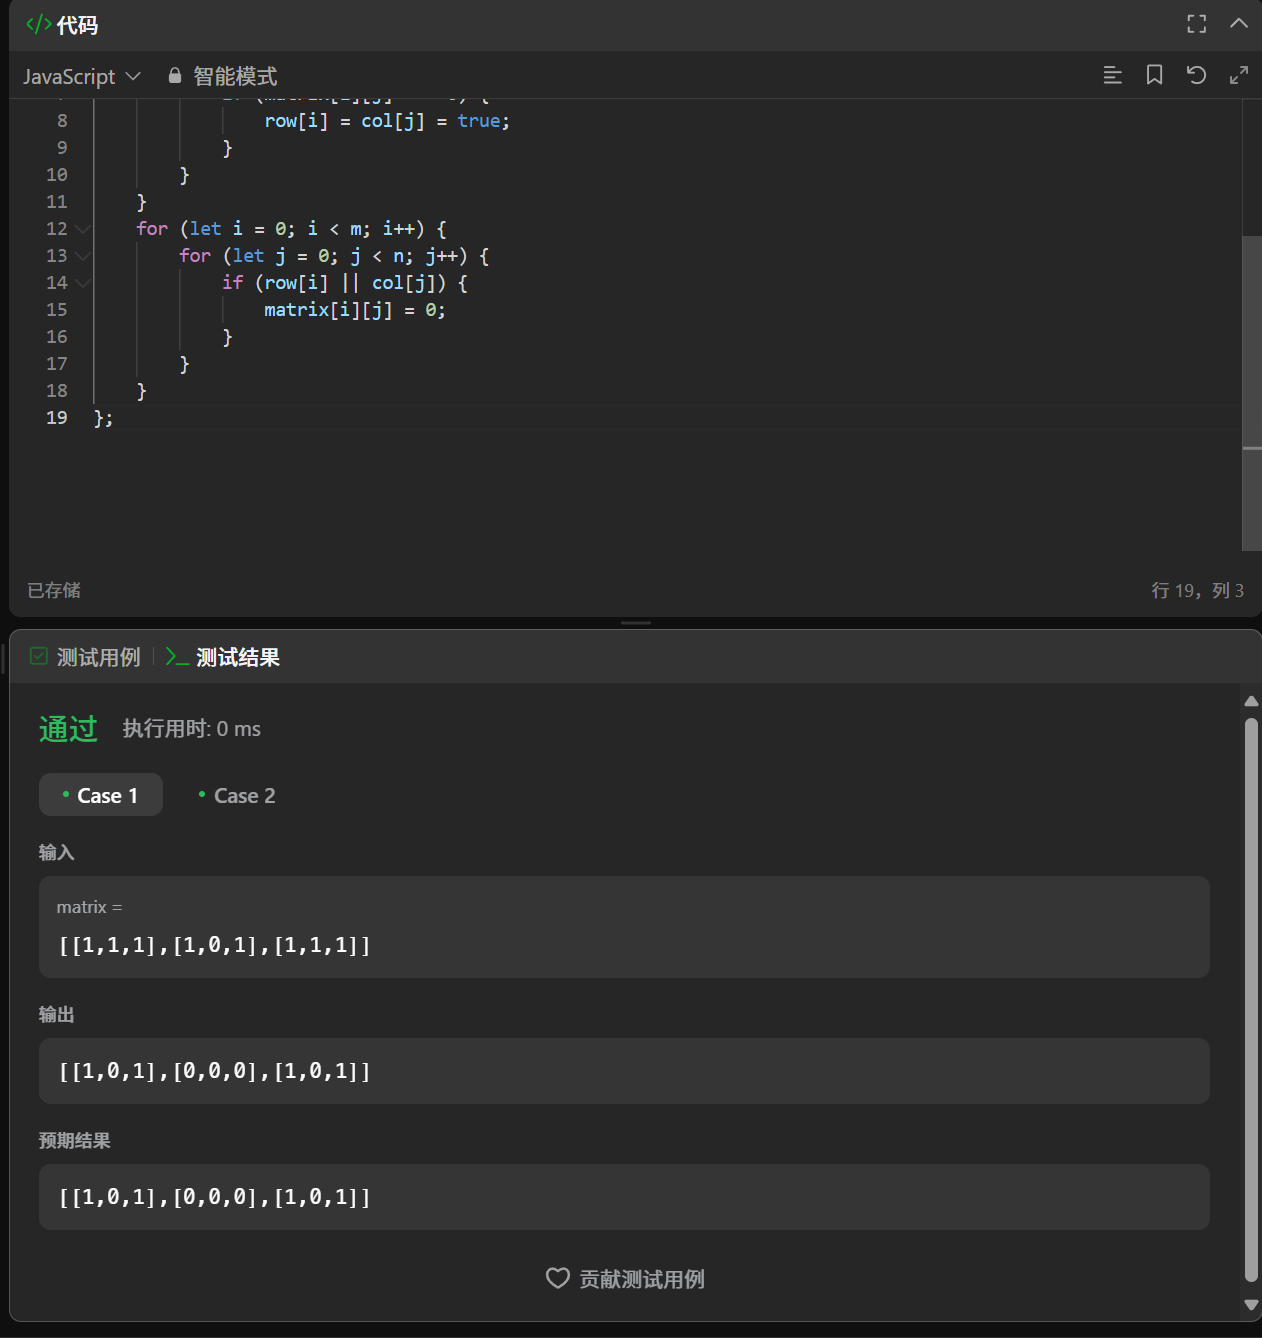 </> 代码
JavaScript 智能模式
8 row[i] = col[j] = true;
9 }
10 }
11 }
12 for (let i = 0; i < m; i++) {
13 for (let j = 0; j < n; j++) {
14 if (row[i] || col[j]) {
15 matrix[i][j] = 0;
16 }
17 }
18 }
19 };
已存储 行 19，列 3
测试用例 >_ 测试结果
通过 执行用时: 0 ms
Case 1 Case 2
输入
matrix =
[[1,1,1],[1,0,1],[1,1,1]]
输出
[[1,0,1],[0,0,0],[1,0,1]]
预期结果
[[1,0,1],[0,0,0],[1,0,1]]
贡献测试用例